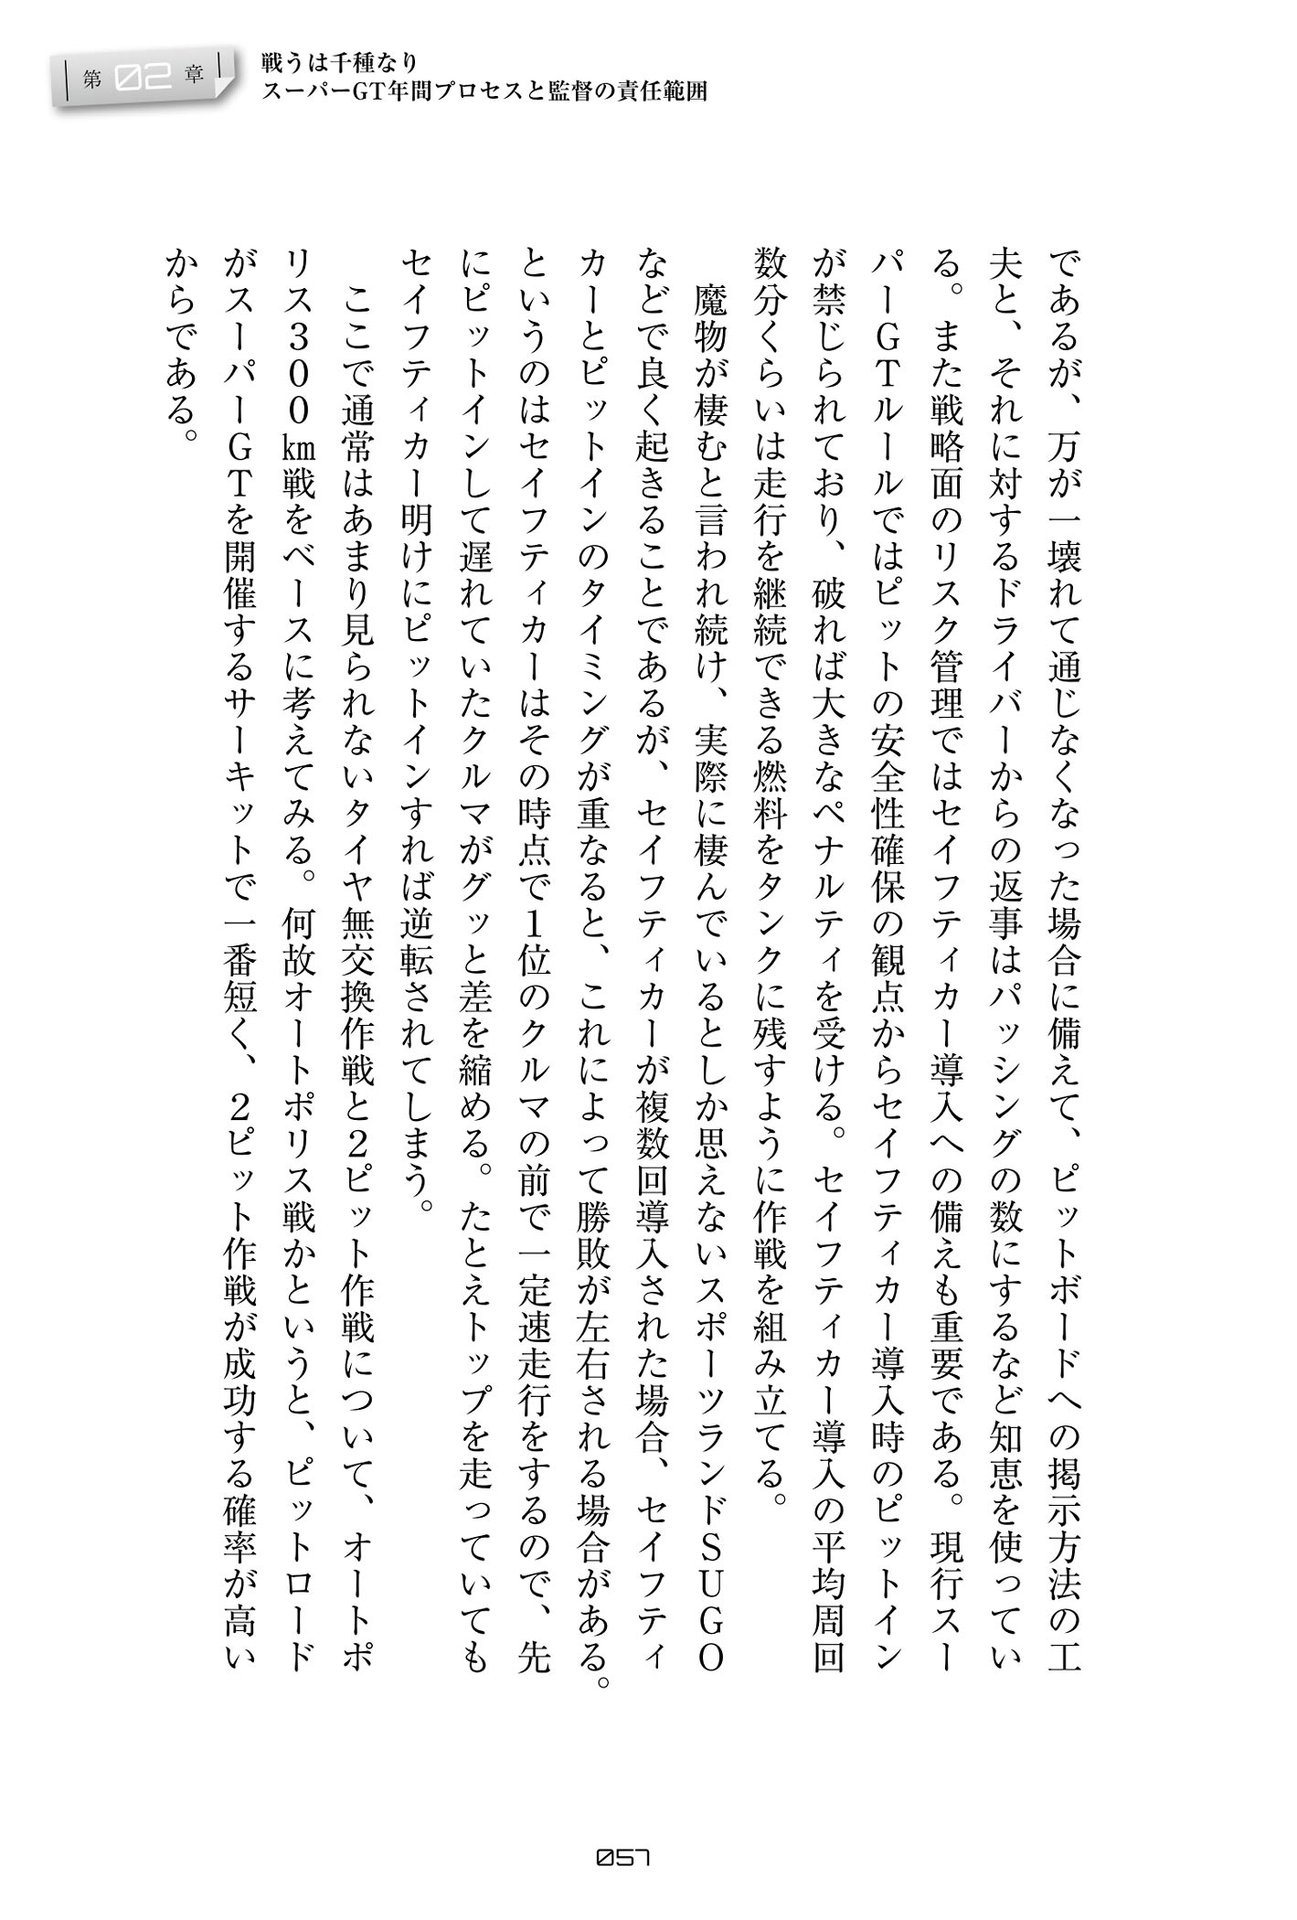 第02章
戦うは千種なり
スーパーGT年間プロセスと監督の責任範囲
であるが、万が一壊れて通じなくなった場合に備えて、ピットボードへの掲示方法の工
夫と、それに対するドライバーからの返事はパッシングの数にするなど知恵を使ってい
る。また戦略面のリスク管理ではセイフティカー導入への備えも重要である。現行スー
パーGTルールではピットの安全性確保の観点からセイフティカー導入時のピットイン
が禁じられており、破れば大きなペナルティを受ける。セイフティカー導入の平均周回
数分くらいは走行を継続できる燃料をタンクに残すように作戦を組み立てる。
魔物が棲むと言われ続け、実際に棲んでいるとしか思えないスポーツランドSUGO
などで良く起きることであるが、セイフティカーが複数回導入された場合、セイフティ
カーとピットインのタイミングが重なると、これによって勝敗が左右される場合がある。
というのはセイフティカーはその時点で1位のクルマの前で一定速走行をするので、先
にピットインして遅れていたクルマがグッと差を縮める。たとえトップを走っていても
セイフティカー明けにピットインすれば逆転されてしまう。
ここで通常はあまり見られないタイヤ無交換作戦と2ピット作戦について、オートポ
リス300㎞戦をベースに考えてみる。何故オートポリス戦かというと、ピットロード
がスーパーGTを開催するサーキットで一番短く、2ピット作戦が成功する確率が高い
からである。
057